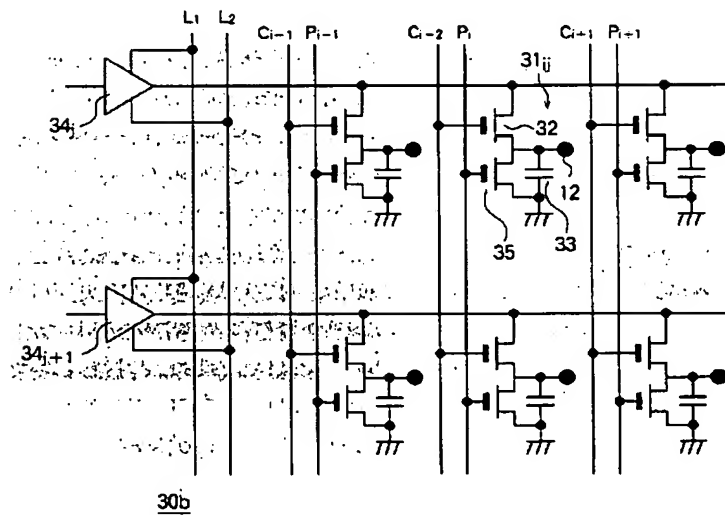 L₁ L₂ Cᵢ₋₁ Pᵢ₋₁ Cᵢ₋₂ Pᵢ Cᵢ₊₁ Pᵢ₊₁
31ᵢⱼ
34ⱼ
32
12
35
33
34ⱼ₊₁
30b